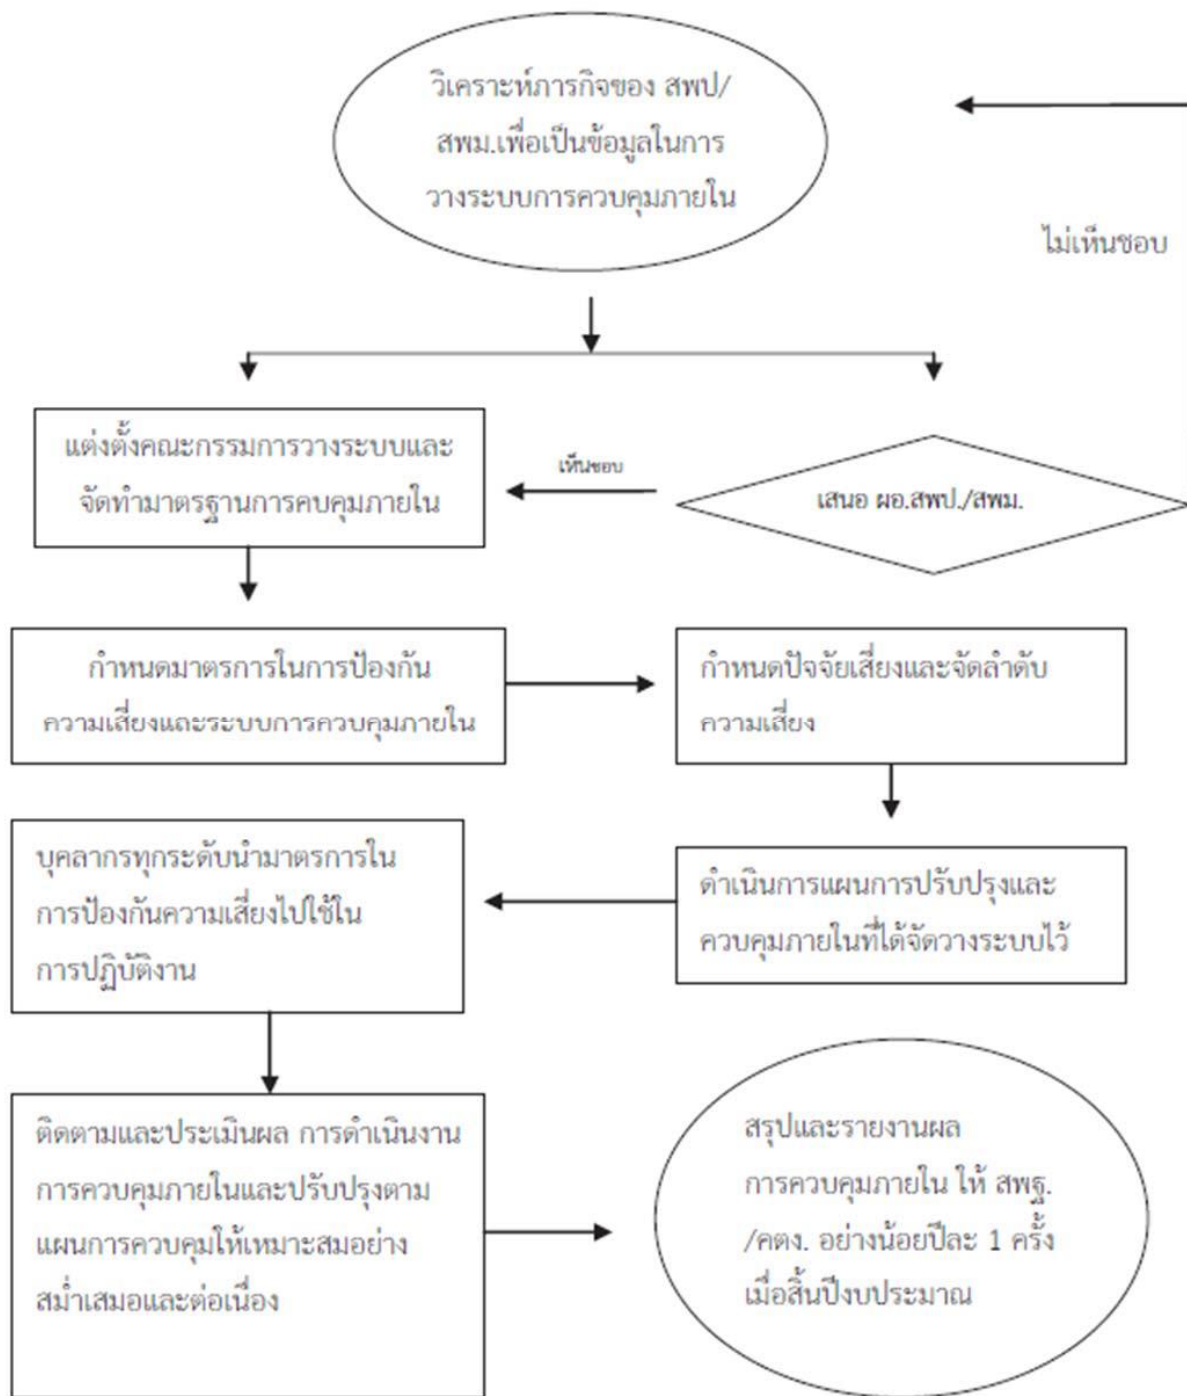 วิเคราะห์ภารกิจของ สพป/
สพม.เพื่อเป็นข้อมูลในการ
วางระบบการควบคุมภายใน
ไม่เห็นชอบ
แต่งตั้งคณะกรรมการวางระบบและ
จัดทำมาตรฐานการคบคุมภายใน
เห็นชอบ
เสนอ ผอ.สพป./สพม.
กำหนดมาตรการในการป้องกัน
ความเสี่ยงและระบบการควบคุมภายใน
กำหนดปัจจัยเสี่ยงและจัดลำดับ
ความเสี่ยง
บุคลากรทุกระดับนำมาตรการใน
การป้องกันความเสี่ยงไปใช้ใน
การปฏิบัติงาน
ดำเนินการแผนการปรับปรุงและ
ควบคุมภายในที่ได้จัดวางระบบไว้
ติดตามและประเมินผล การดำเนินงาน
การควบคุมภายในและปรับปรุงตาม
แผนการควบคุมให้เหมาะสมอย่าง
สม่ำเสมอและต่อเนื่อง
สรุปและรายงานผล
การควบคุมภายใน ให้ สพฐ.
/คตง. อย่างน้อยปีละ 1 ครั้ง
เมื่อสิ้นปีงบประมาณ